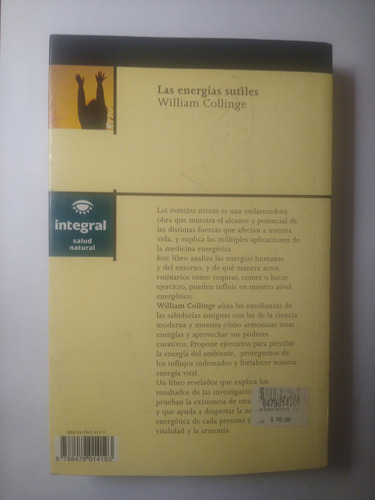 Las energías sutiles
William Collinge
integral
salud
natural
LAS ENERGÍAS SUTILES es una esclarecedora
obra que muestra el alcance y potencial de
las distintas fuerzas que afectan a nuestra
vida, y explica las múltiples aplicaciones de
la medicina energética.
Este libro analiza las energías humanas
y del entorno, y de qué manera actos
rutinarios como respirar, comer o hacer
ejercicio, pueden influir en nuestro nivel
energético.
William Collinge aúna las enseñanzas de
las sabidurías antiguas con las de la ciencia
moderna y muestra cómo armonizar estas
energías y aprovechar sus poderes
curativos. Propone ejercicios para percibir
la energía del ambiente, protegernos de
los influjos indeseados y fortalecer nuestra
energía vital.
Un libro revelador que explica los
resultados de las investigacion
prueban la existencia de esta
y que ayuda a despertar la na
energética de cada persona y
vitalidad y la armonía.
9 788479 014193